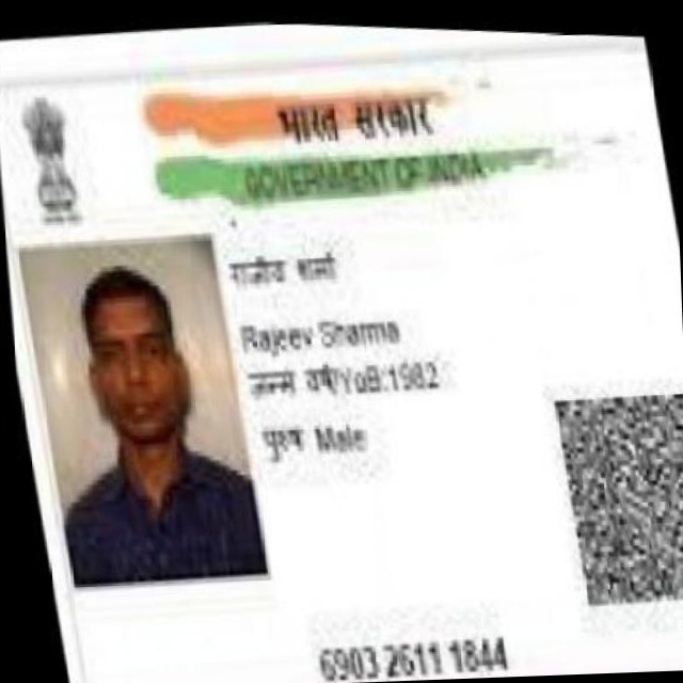 भारत सरकार
GOVERNMENT OF INDIA
राजीव शर्मा
Rajeev Sharma
जन्म वर्ष/YoB:1982
पुरुष Male
6903 2611 1844